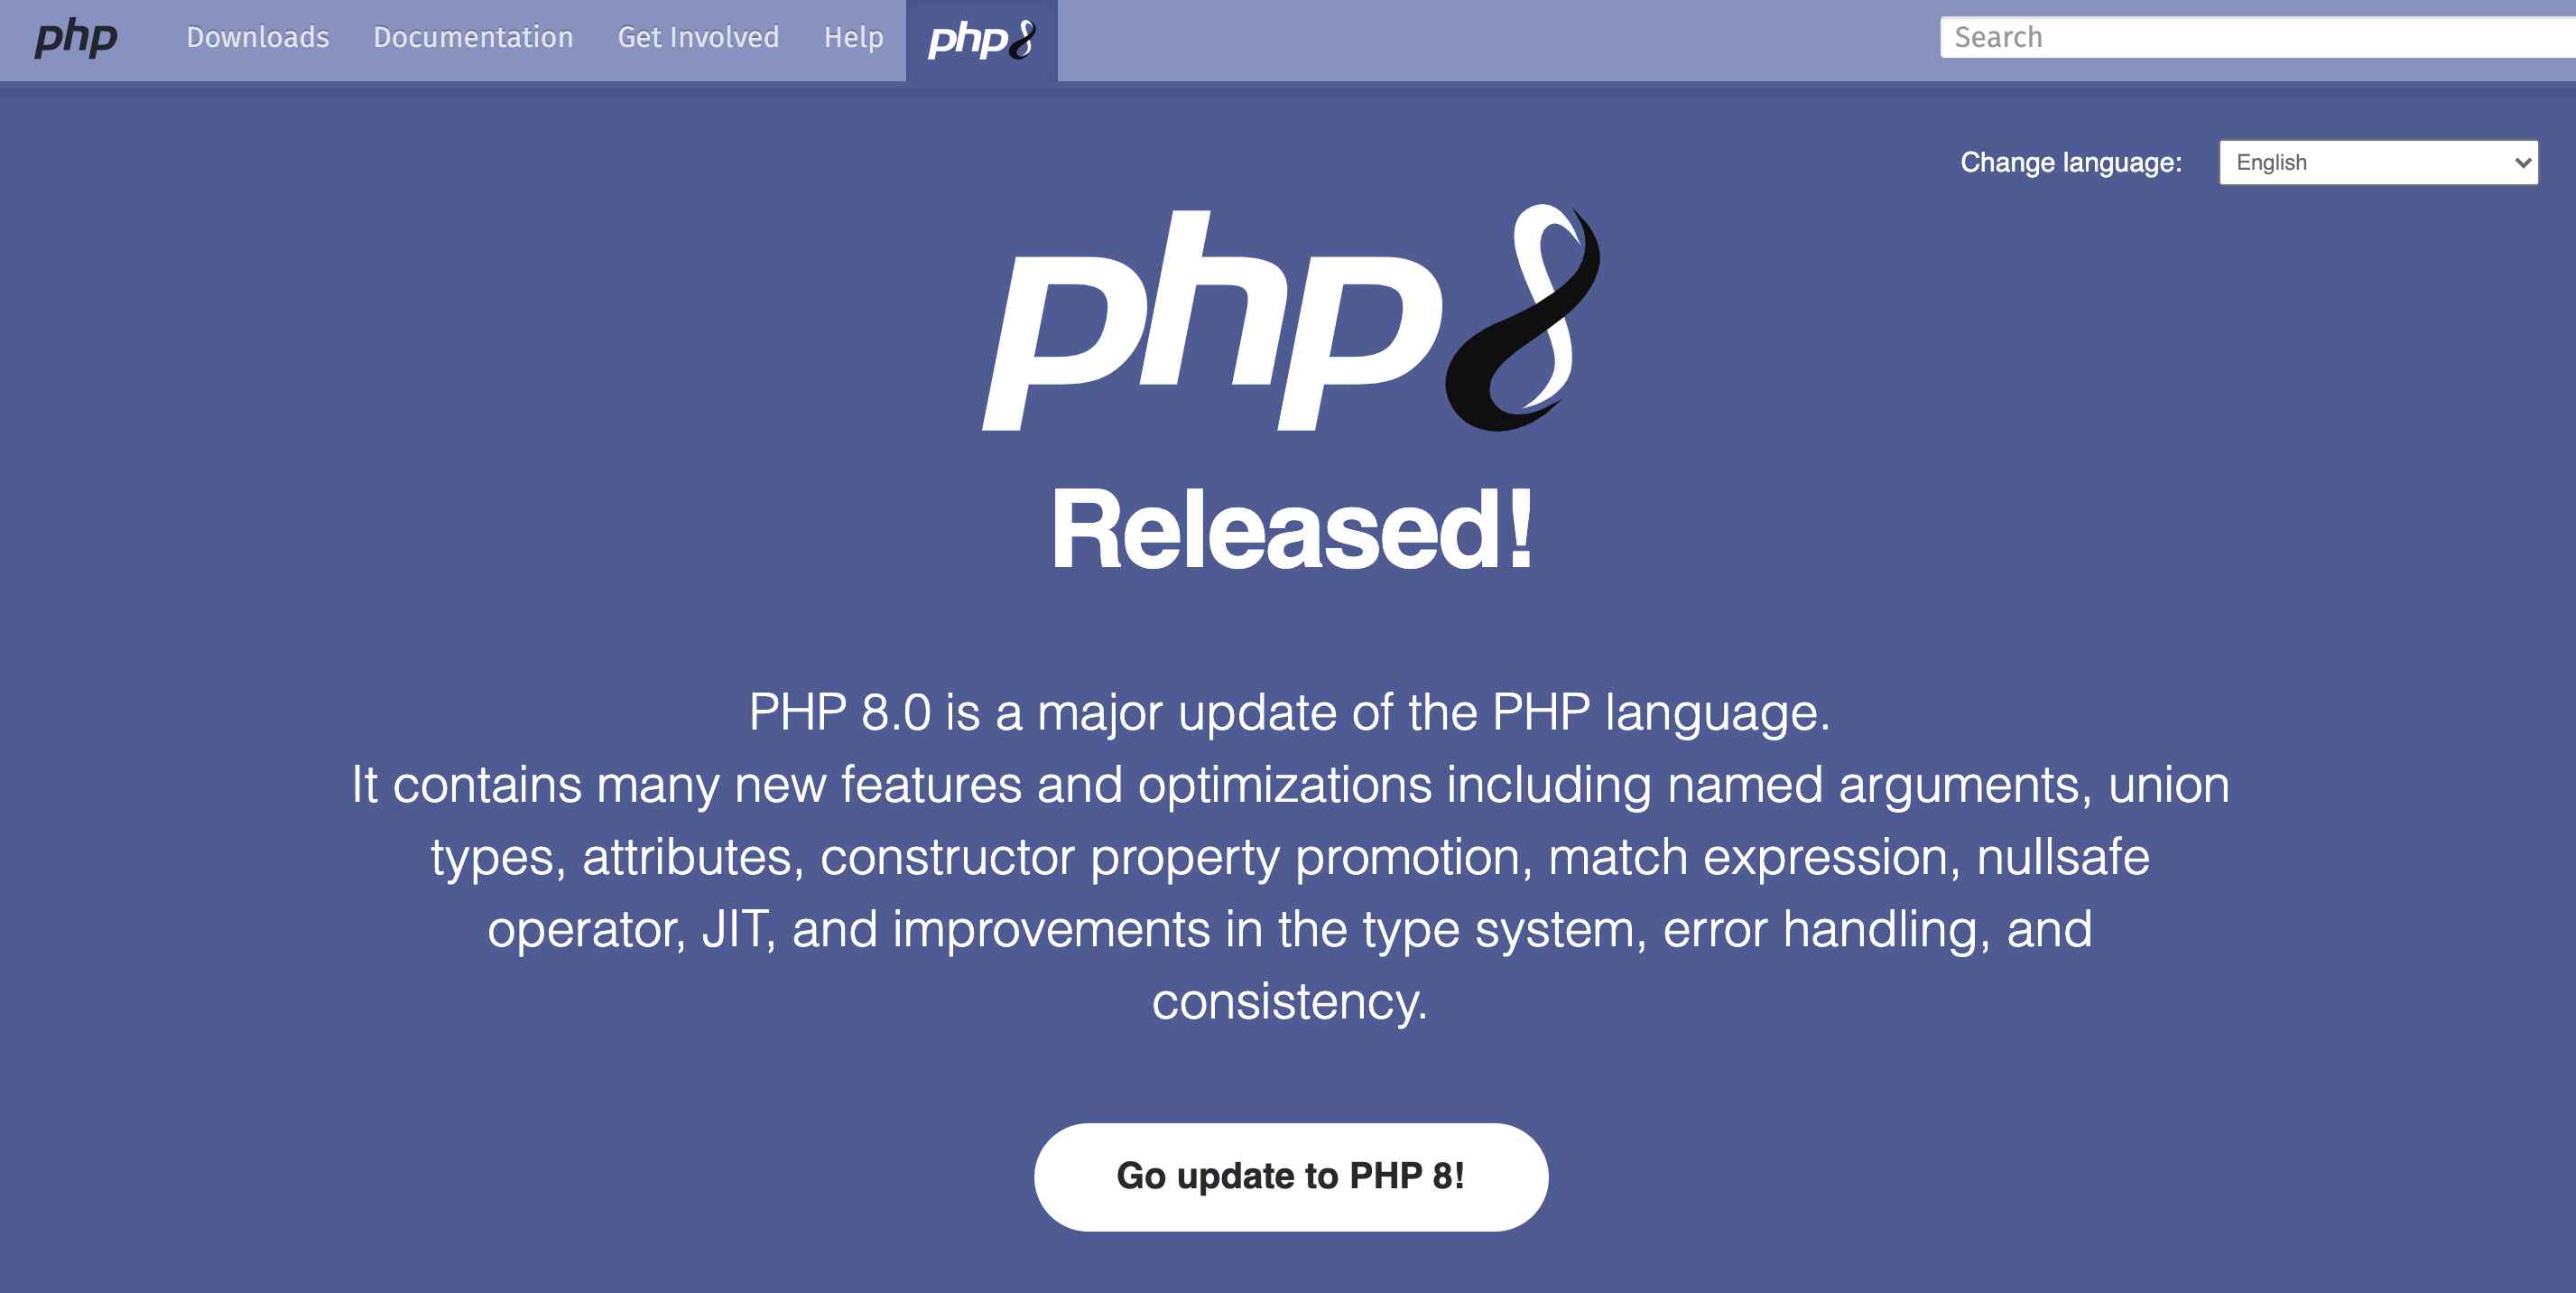 php Downloads Documentation Get Involved Help php8 Search
Change language: English
php8
Released!
PHP 8.0 is a major update of the PHP language.
It contains many new features and optimizations including named arguments, union
types, attributes, constructor property promotion, match expression, nullsafe
operator, JIT, and improvements in the type system, error handling, and
consistency.
Go update to PHP 8!